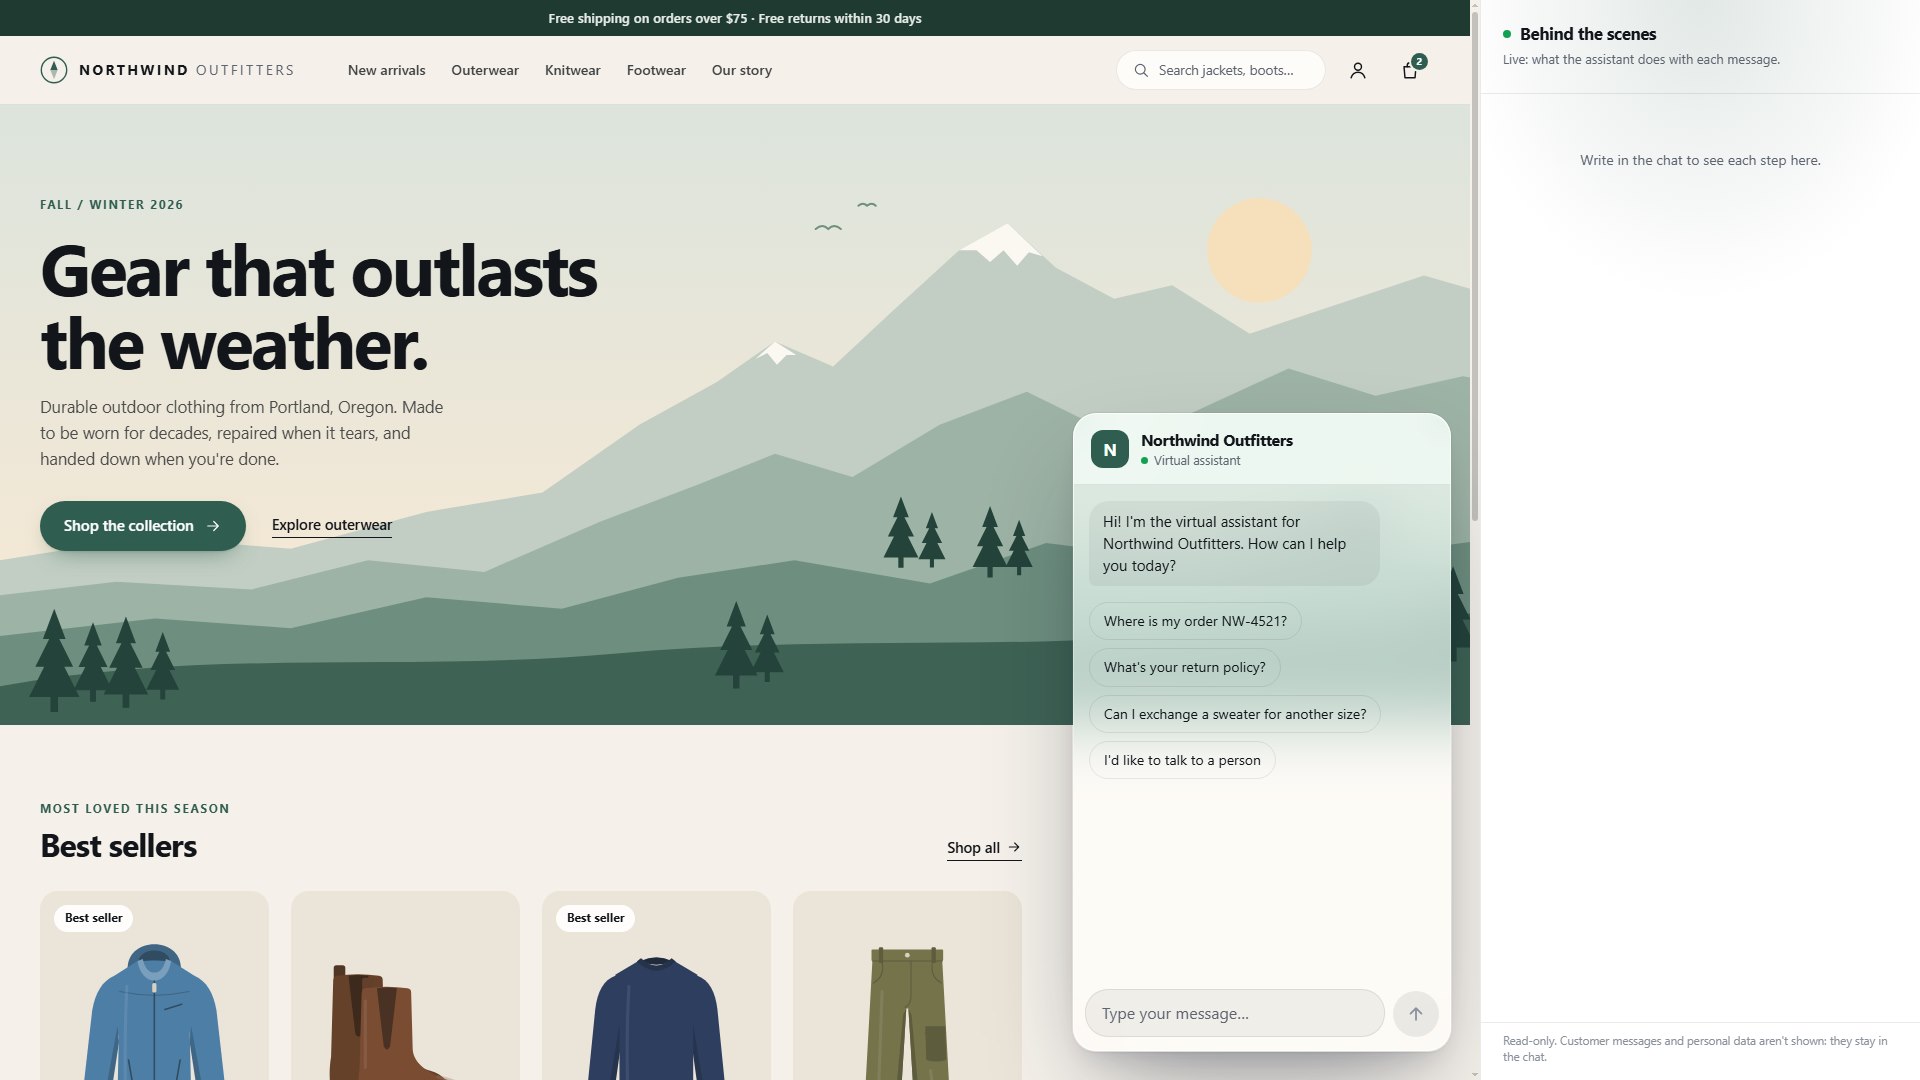 Free shipping on orders over $75 · Free returns within 30 days
NORTHWIND OUTFITTERS
New arrivals
Outerwear
Knitwear
Footwear
Our story
Search jackets, boots...
2
FALL / WINTER 2026
Gear that outlasts
the weather.
Durable outdoor clothing from Portland, Oregon. Made
to be worn for decades, repaired when it tears, and
handed down when you're done.
Shop the collection
Explore outerwear
MOST LOVED THIS SEASON
Best sellers
Shop all
Best seller
Best seller
N
Northwind Outfitters
Virtual assistant
Hi! I'm the virtual assistant for
Northwind Outfitters. How can I help
you today?
Where is my order NW-4521?
What's your return policy?
Can I exchange a sweater for another size?
I'd like to talk to a person
Type your message...
Behind the scenes
Live: what the assistant does with each message.
Write in the chat to see each step here.
Read-only. Customer messages and personal data aren't shown: they stay in
the chat.